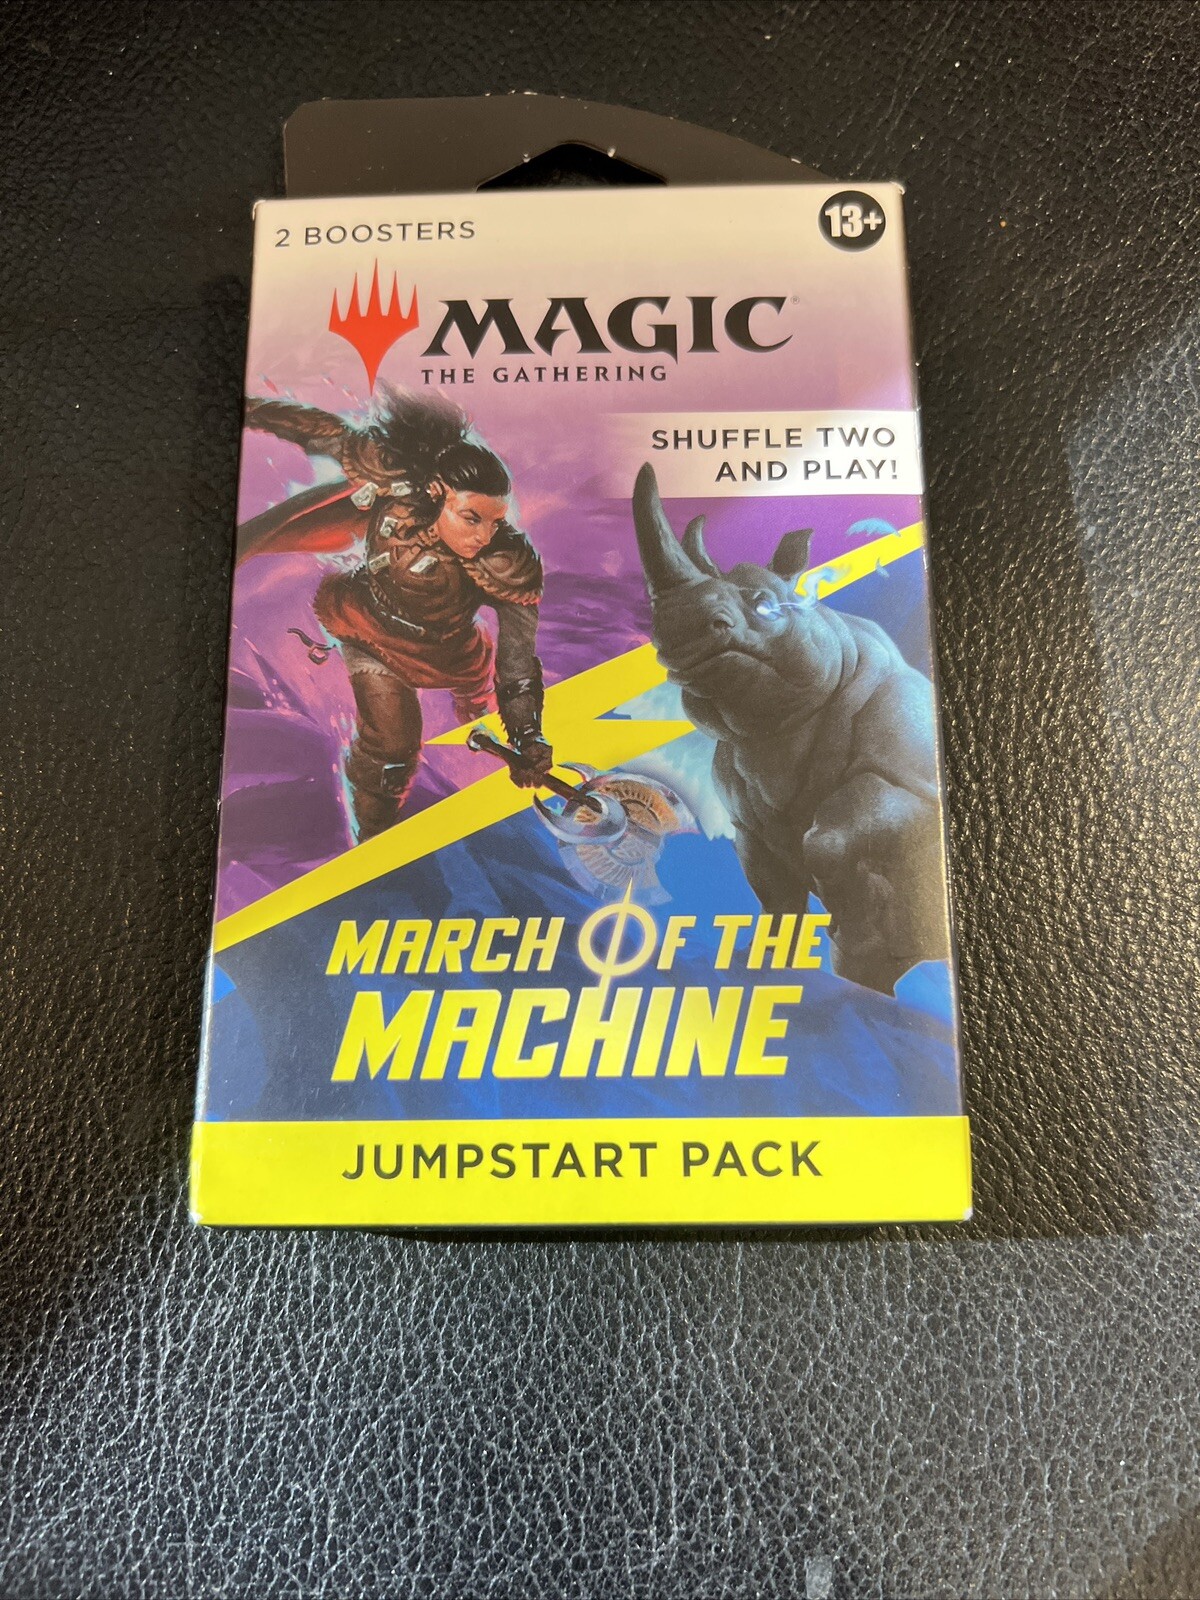 2 BOOSTERS
13+
MAGIC®
THE GATHERING
SHUFFLE TWO
AND PLAY!
MARCH OF THE
MACHINE
JUMPSTART PACK